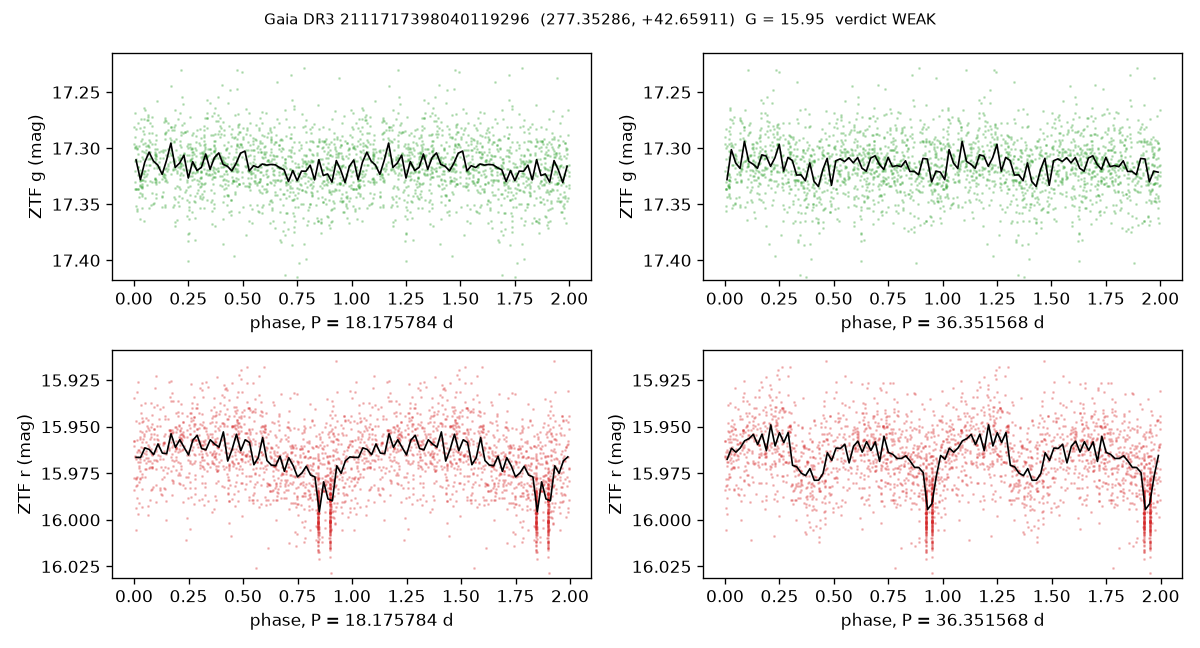 Gaia DR3 2111717398040119296 (277.35286, +42.65911) G = 15.95 verdict WEAK
ZTF g (mag)
17.25
17.30
17.35
17.40
0.00 0.25 0.50 0.75 1.00 1.25 1.50 1.75 2.00
phase, P = 18.175784 d
ZTF g (mag)
17.25
17.30
17.35
17.40
0.00 0.25 0.50 0.75 1.00 1.25 1.50 1.75 2.00
phase, P = 36.351568 d
ZTF r (mag)
15.925
15.950
15.975
16.000
16.025
0.00 0.25 0.50 0.75 1.00 1.25 1.50 1.75 2.00
phase, P = 18.175784 d
ZTF r (mag)
15.925
15.950
15.975
16.000
16.025
0.00 0.25 0.50 0.75 1.00 1.25 1.50 1.75 2.00
phase, P = 36.351568 d